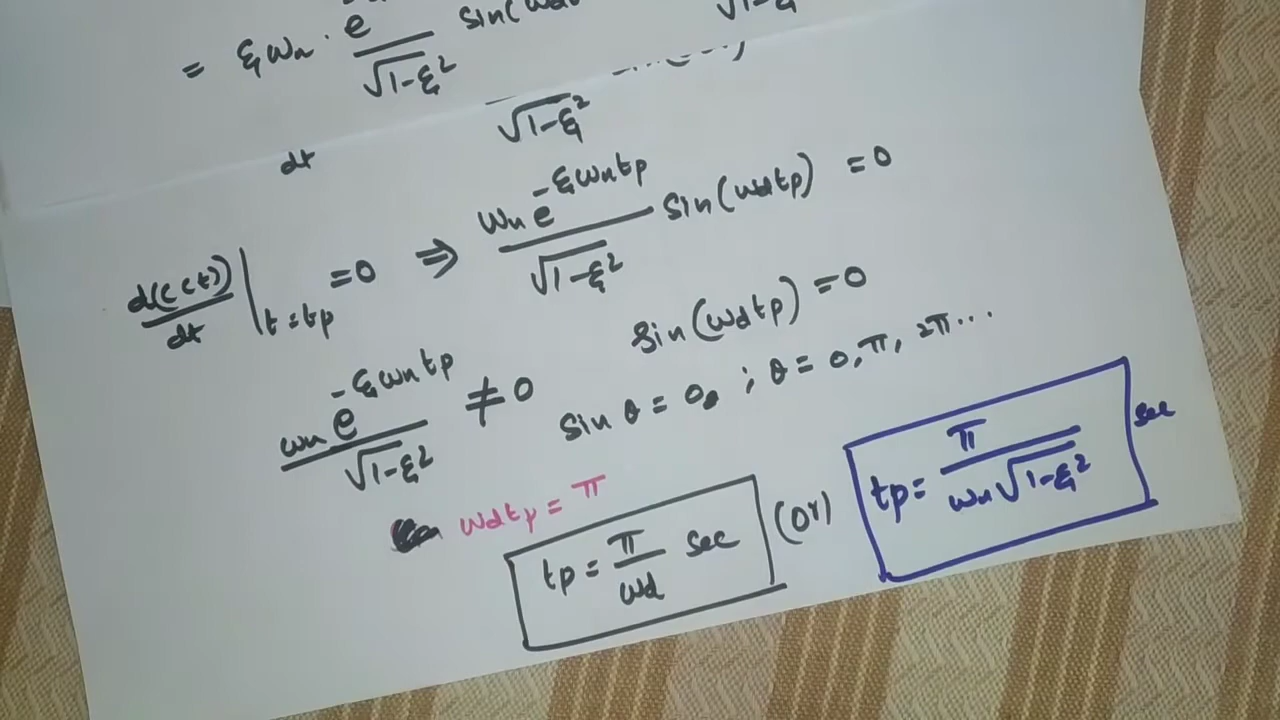 = ξωn · e / √1-ξ² sin(ωd
√1-ξ²
√1-ξ²
dt
d(c(t))/dt |t=tp = 0 ⇒ ωn e^-ξωntp / √1-ξ² sin(ωdtp) = 0
sin(ωdtp) = 0
ωn e^-ξωntp / √1-ξ² ≠ 0
sin θ = 0 ; θ = 0, π, 2π...
ωdtp = π
tp = π/ωd sec (or) tp = π / ωn√1-ξ² sec